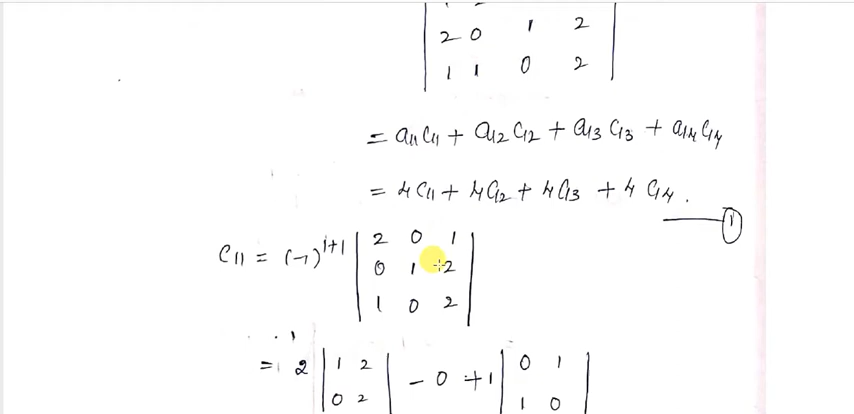 2 0 1 2
1 1 0 2
= a11 C11 + a12 C12 + a13 C13 + a14 C14
= 4 C11 + 4 C12 + 4 C13 + 4 C14 . ——— ①
C11 = (-1)^1+1 | 2 0 1 |
| 0 1 2 |
| 1 0 2 |
= 2 | 1 2 | - 0 + 1 | 0 1 |
| 0 2 | | 1 0 |